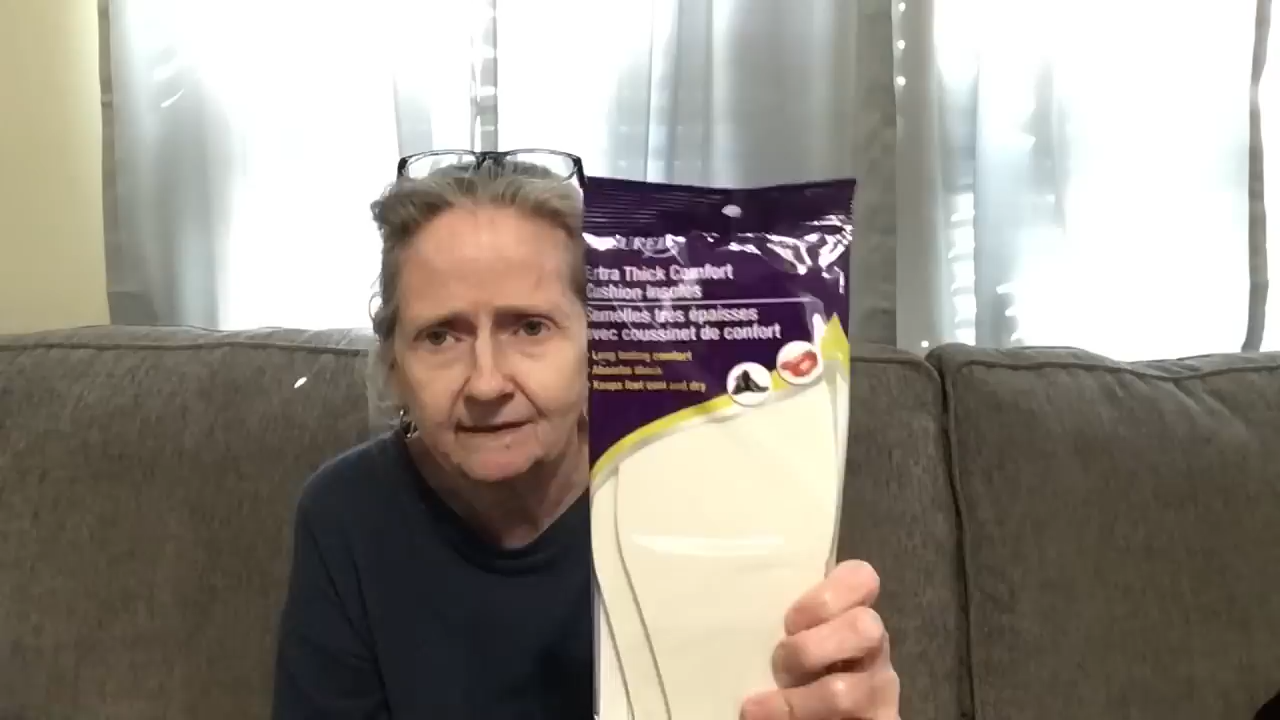 Extra Thick Comfort
Cushion Insoles
Semelles très épaisses
avec coussinet de confort
• Long lasting comfort
• Absorbs shock
• Keeps feet cool and dry